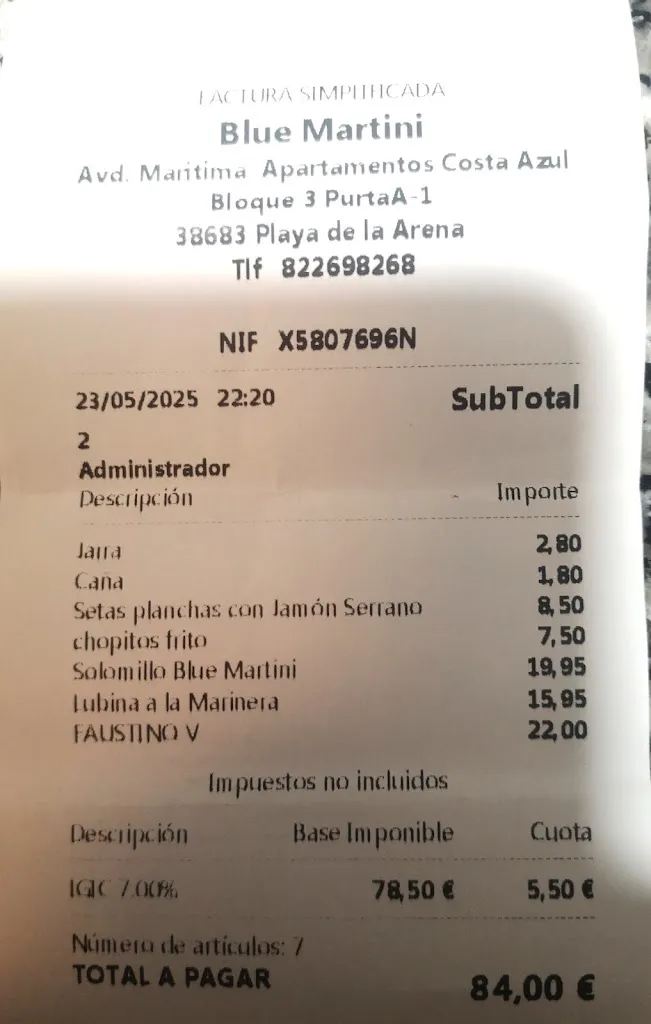 FACTURA SIMPLIFICADA
Blue Martini
Avd. Maritima Apartamentos Costa Azul
Bloque 3 PurtaA-1
38683 Playa de la Arena
Tlf 822698268
NIF X5807696N
23/05/2025 22:20 SubTotal
2
Administrador
Descripción - Importe
Jarra 2,80
Caña 1,80
Setas planchas con Jamón Serrano 8,50
chopitos frito 7,50
Solomillo Blue Martini 19,95
Lubina a la Marinera 15,95
FAUSTINO V 22,00
Impuestos no incluidos
Descripción Base Imponible Cuota
IGIC 7.00% 78,50 € 5,50 €
Número de artículos: 7
TOTAL A PAGAR 84,00 €